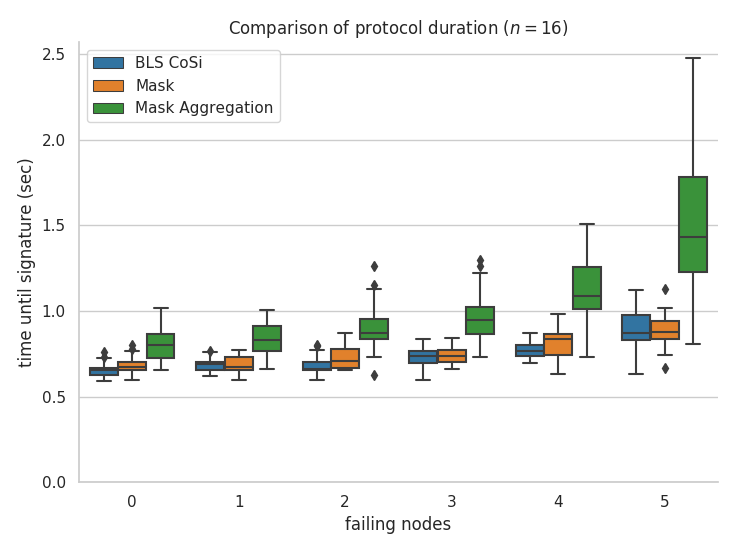 Comparison of protocol duration (n = 16)
BLS CoSi
Mask
Mask Aggregation
time until signature (sec)
2.5
2.0
1.5
1.0
0.5
0.0
0 1 2 3 4 5
failing nodes